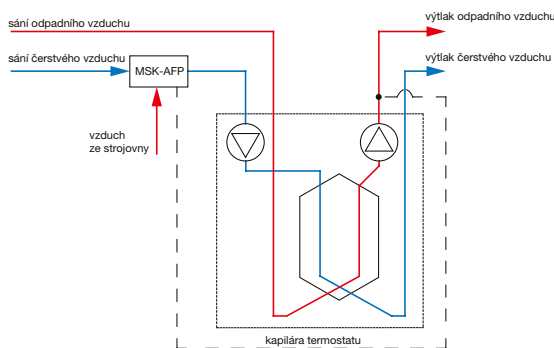 sání odpadního vzduchu
výtlak odpadního vzduchu
sání čerstvého vzduchu
výtlak čerstvého vzduchu
MSK-AFP
vzduch
ze strojovny
kapilára termostatu